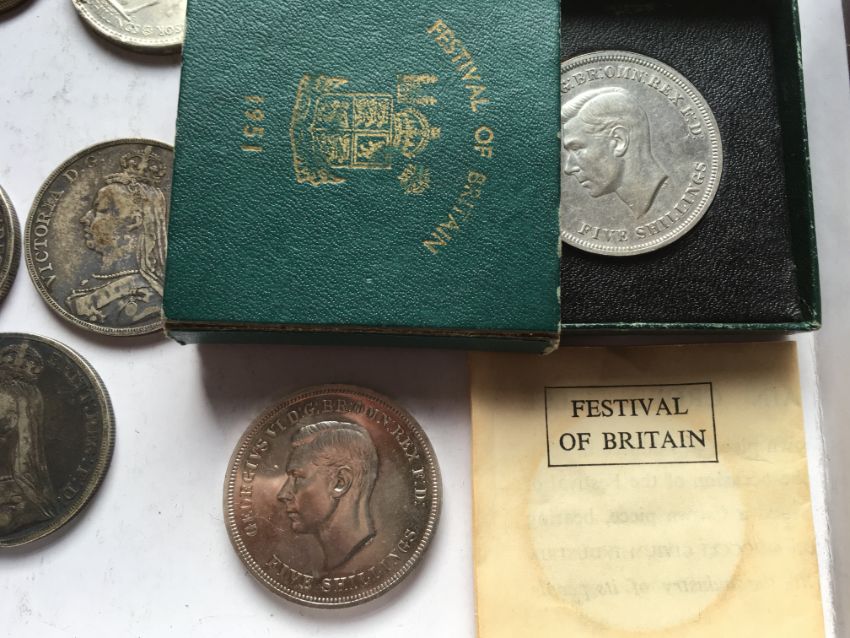 FESTIVAL OF BRITAIN
1951
G.BR:OMN:REX F:D.
FIVE SHILLINGS
VICTORIA D.G.
GEORGIVS VI D:G:BR:OMN:REX F:D:
FIVE SHILLINGS
FESTIVAL
OF BRITAIN